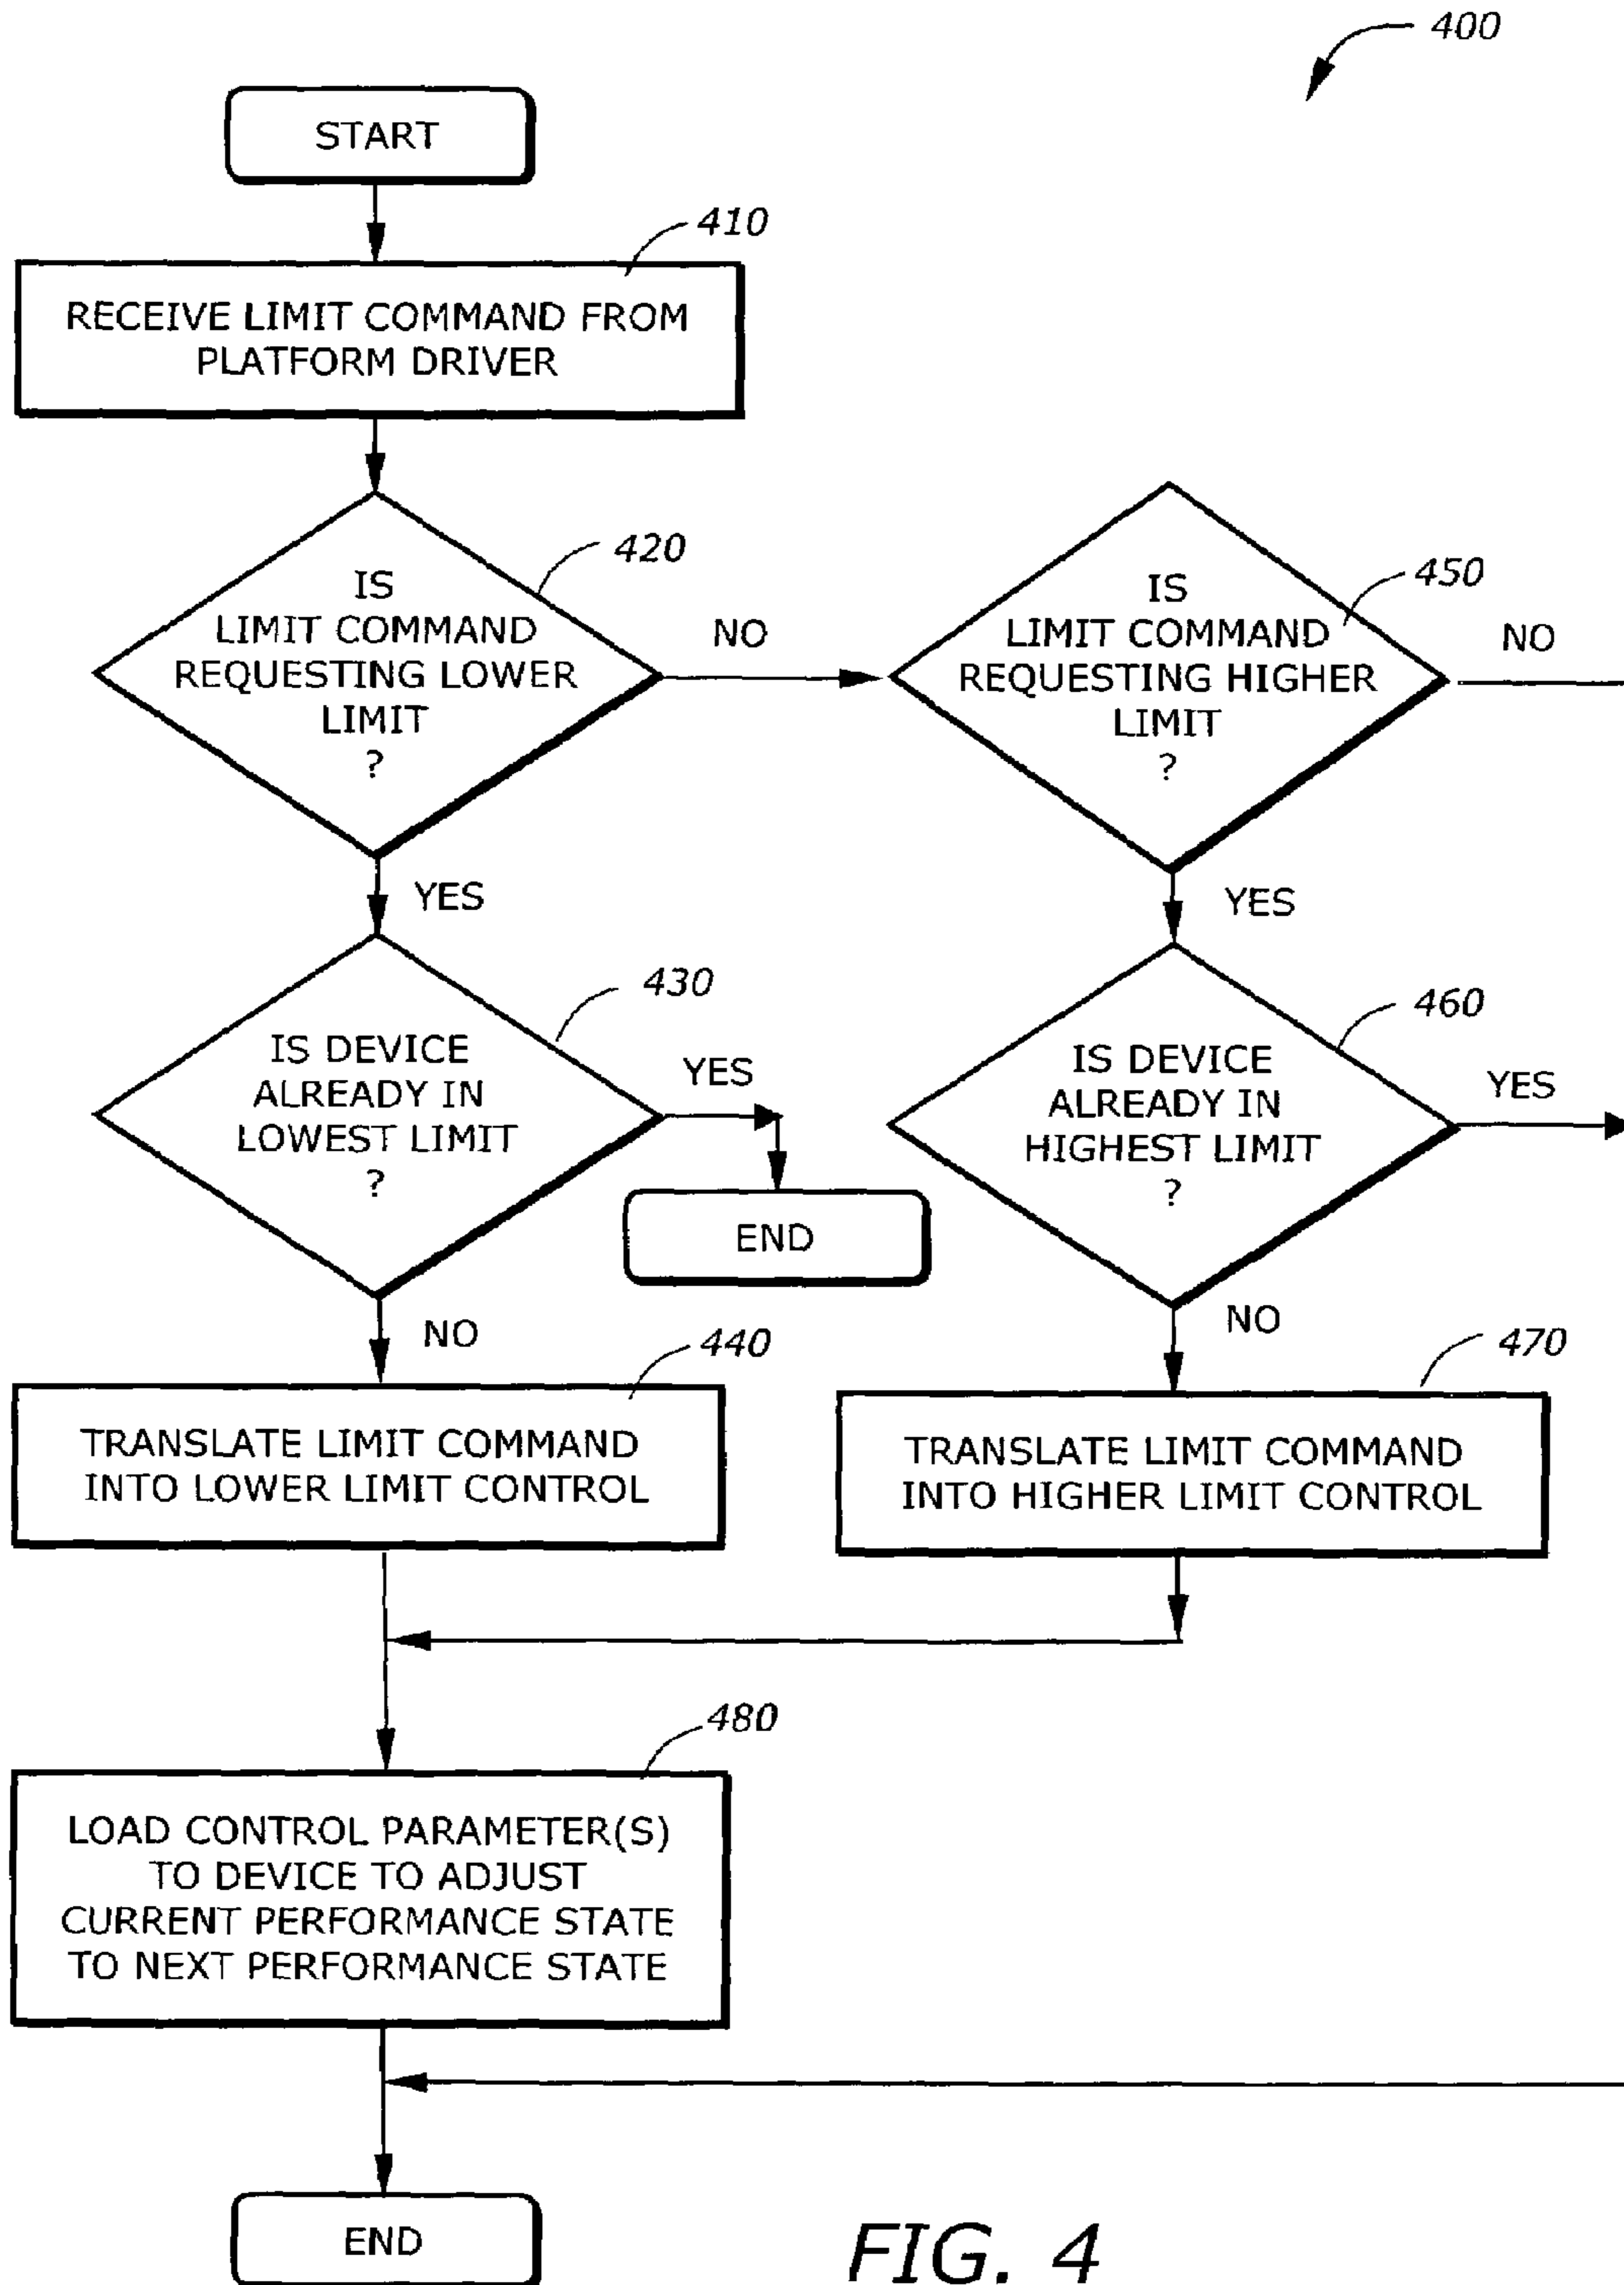 400
START
410
RECEIVE LIMIT COMMAND FROM
PLATFORM DRIVER
420
IS
LIMIT COMMAND
REQUESTING LOWER
LIMIT
?
NO
450
IS
LIMIT COMMAND
REQUESTING HIGHER
LIMIT
?
NO
YES
YES
430
IS DEVICE
ALREADY IN
LOWEST LIMIT
?
YES
END
460
IS DEVICE
ALREADY IN
HIGHEST LIMIT
?
YES
NO
NO
440
TRANSLATE LIMIT COMMAND
INTO LOWER LIMIT CONTROL
470
TRANSLATE LIMIT COMMAND
INTO HIGHER LIMIT CONTROL
480
LOAD CONTROL PARAMETER(S)
TO DEVICE TO ADJUST
CURRENT PERFORMANCE STATE
TO NEXT PERFORMANCE STATE
END
FIG. 4